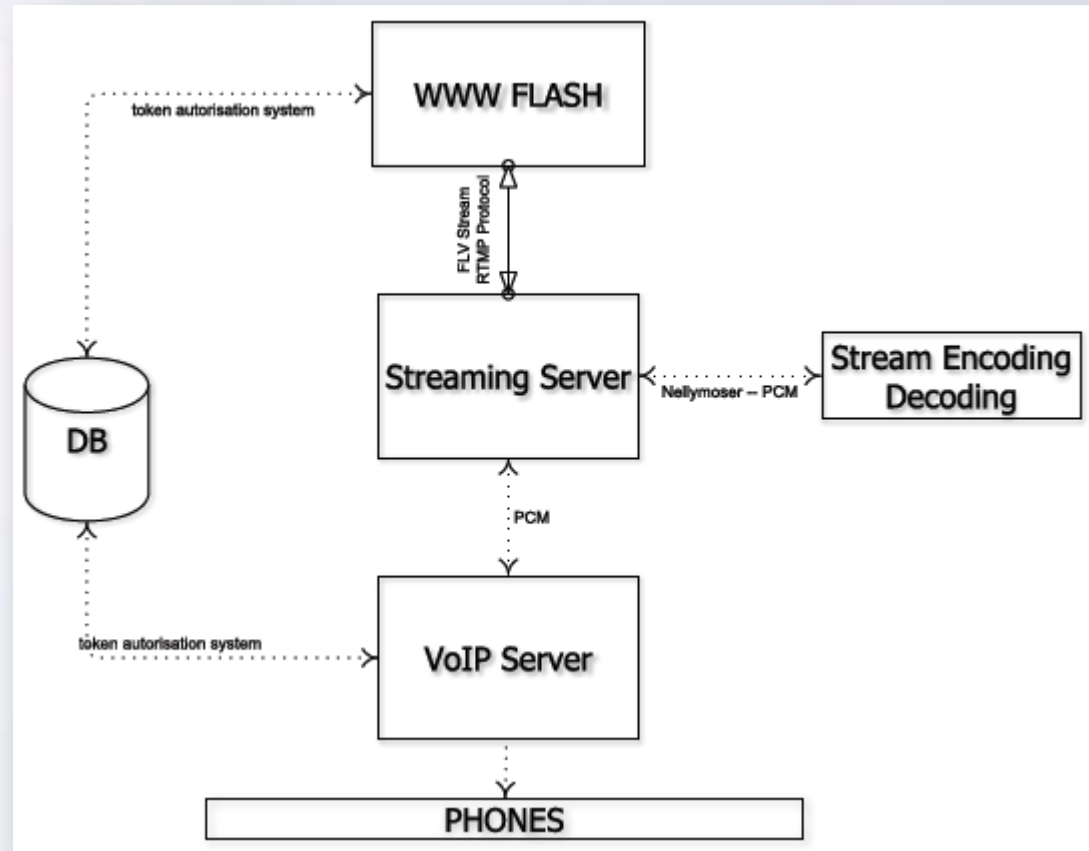 WWW FLASH
token autorisation system
FLV Stream
RTMP Protocol
Streaming Server
Nellymoser -- PCM
Stream Encoding
Decoding
DB
PCM
token autorisation system
VoIP Server
PHONES